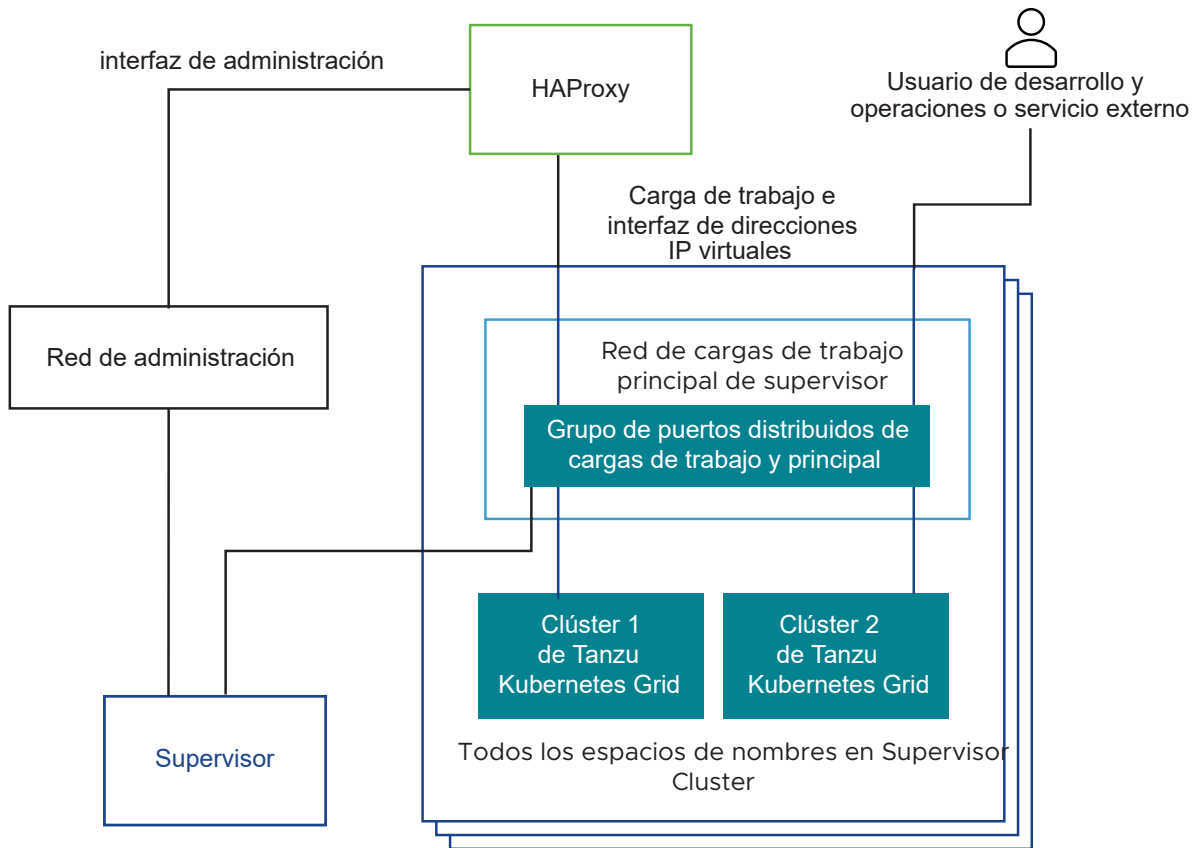 interfaz de administración
HAProxy
Usuario de desarrollo y
operaciones o servicio externo
Carga de trabajo e
interfaz de direcciones
IP virtuales
Red de administración
Red de cargas de trabajo
principal de supervisor
Grupo de puertos distribuidos de
cargas de trabajo y principal
Clúster 1
de Tanzu
Kubernetes Grid
Clúster 2
de Tanzu
Kubernetes Grid
Supervisor
Todos los espacios de nombres en Supervisor
Cluster